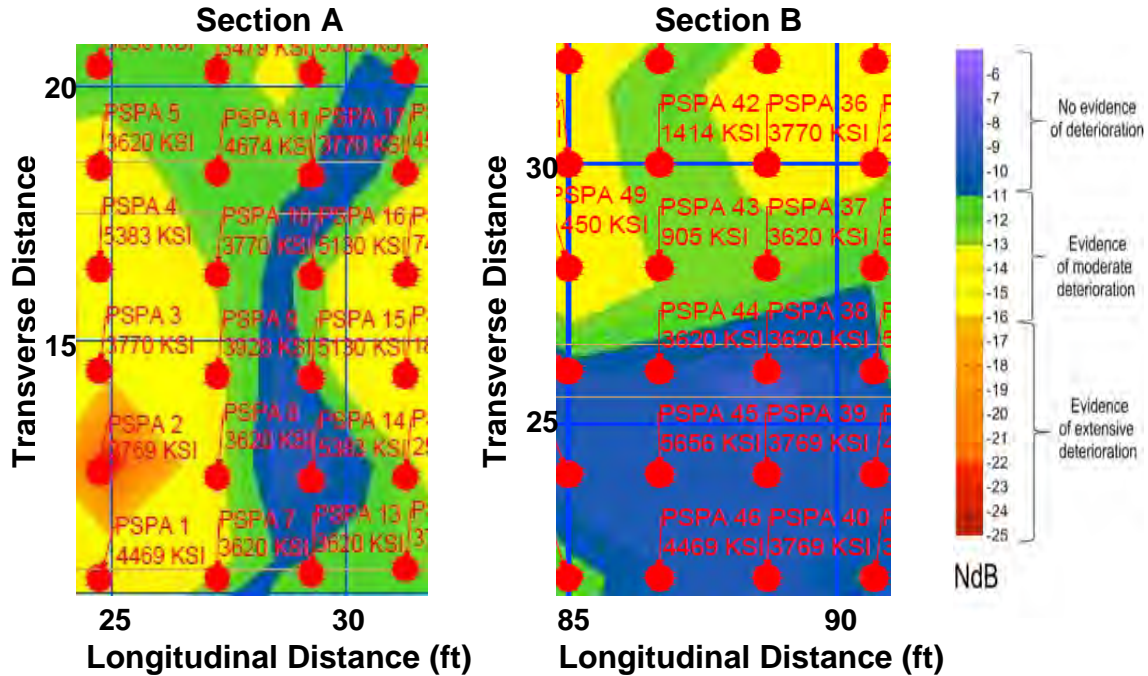 Section A
Section B
Transverse Distance
20
15
3479 KSI
PSPA 5
3620 KSI
PSPA 11
4674 KSI
PSPA 17
3770 KSI
PSPA 4
5383 KSI
PSPA 10
3770 KSI
PSPA 16
5130 KSI
PSPA 3
3770 KSI
PSPA 9
3928 KSI
PSPA 15
5130 KSI
PSPA 2
3769 KSI
PSPA 8
3620 KSI
PSPA 14
5383 KSI
PSPA 1
4469 KSI
PSPA 7
3620 KSI
PSPA 13
3620 KSI
25
30
Longitudinal Distance (ft)
Transverse Distance
30
25
PSPA 42
1414 KSI
PSPA 36
3770 KSI
PSPA 49
450 KSI
PSPA 43
905 KSI
PSPA 37
3620 KSI
PSPA 44
3620 KSI
PSPA 38
3620 KSI
PSPA 45
5656 KSI
PSPA 39
3769 KSI
PSPA 46
4469 KSI
PSPA 40
3769 KSI
85
90
Longitudinal Distance (ft)
-6
-7
-8
-9
-10
-11
-12
-13
-14
-15
-16
-17
-18
-19
-20
-21
-22
-23
-24
-25
NdB
No evidence
of deterioration
Evidence
of moderate
deterioration
Evidence
of extensive
deterioration